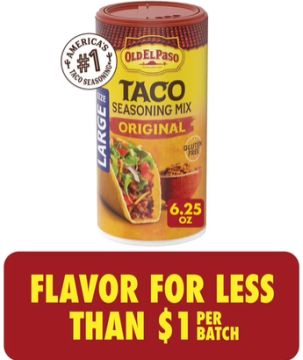 AMERICA'S
#1
TACO SEASONING
OLD EL PASO
TACO
SEASONING MIX
ORIGINAL
LARGE SIZE
GLUTEN
FREE
6.25
OZ
FLAVOR FOR LESS
THAN $1 PER
BATCH